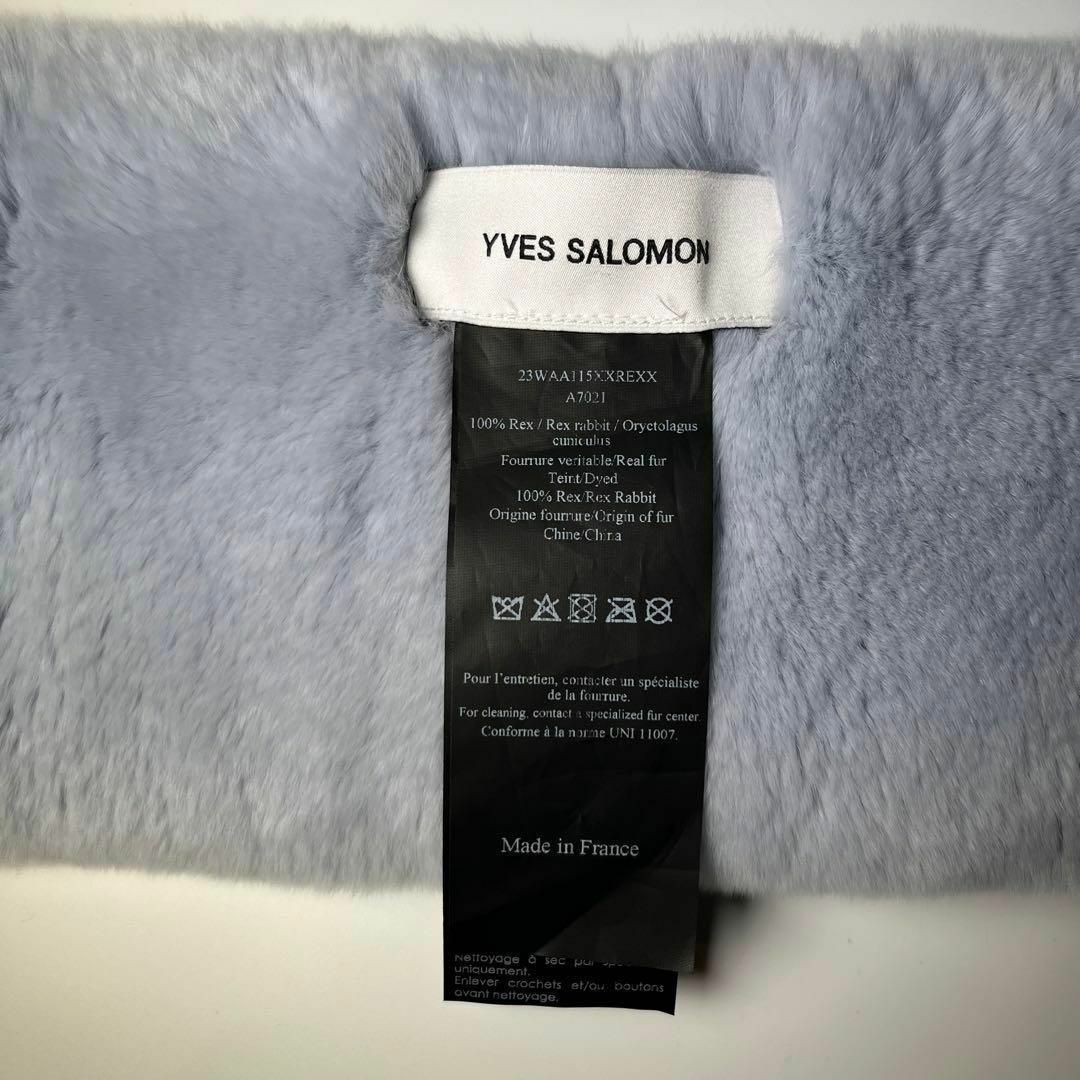 YVES SALOMON
23WAA115XXREXX
A7021
100% Rex / Rex rabbit / Oryctolagus
cuniculus
Fourrure veritable/Real fur
Teint/Dyed
100% Rex/Rex Rabbit
Origine fourrure/Origin of fur
Chine/China
Pour l'entretien, contacter un spécialiste
de la fourrure.
For cleaning, contact a specialized fur center.
Conforme à la norme UNI 11007.
Made in France
Nettoyage à sec par
uniquement.
Enlever crochets et/ou boutons
avant nettoyage.